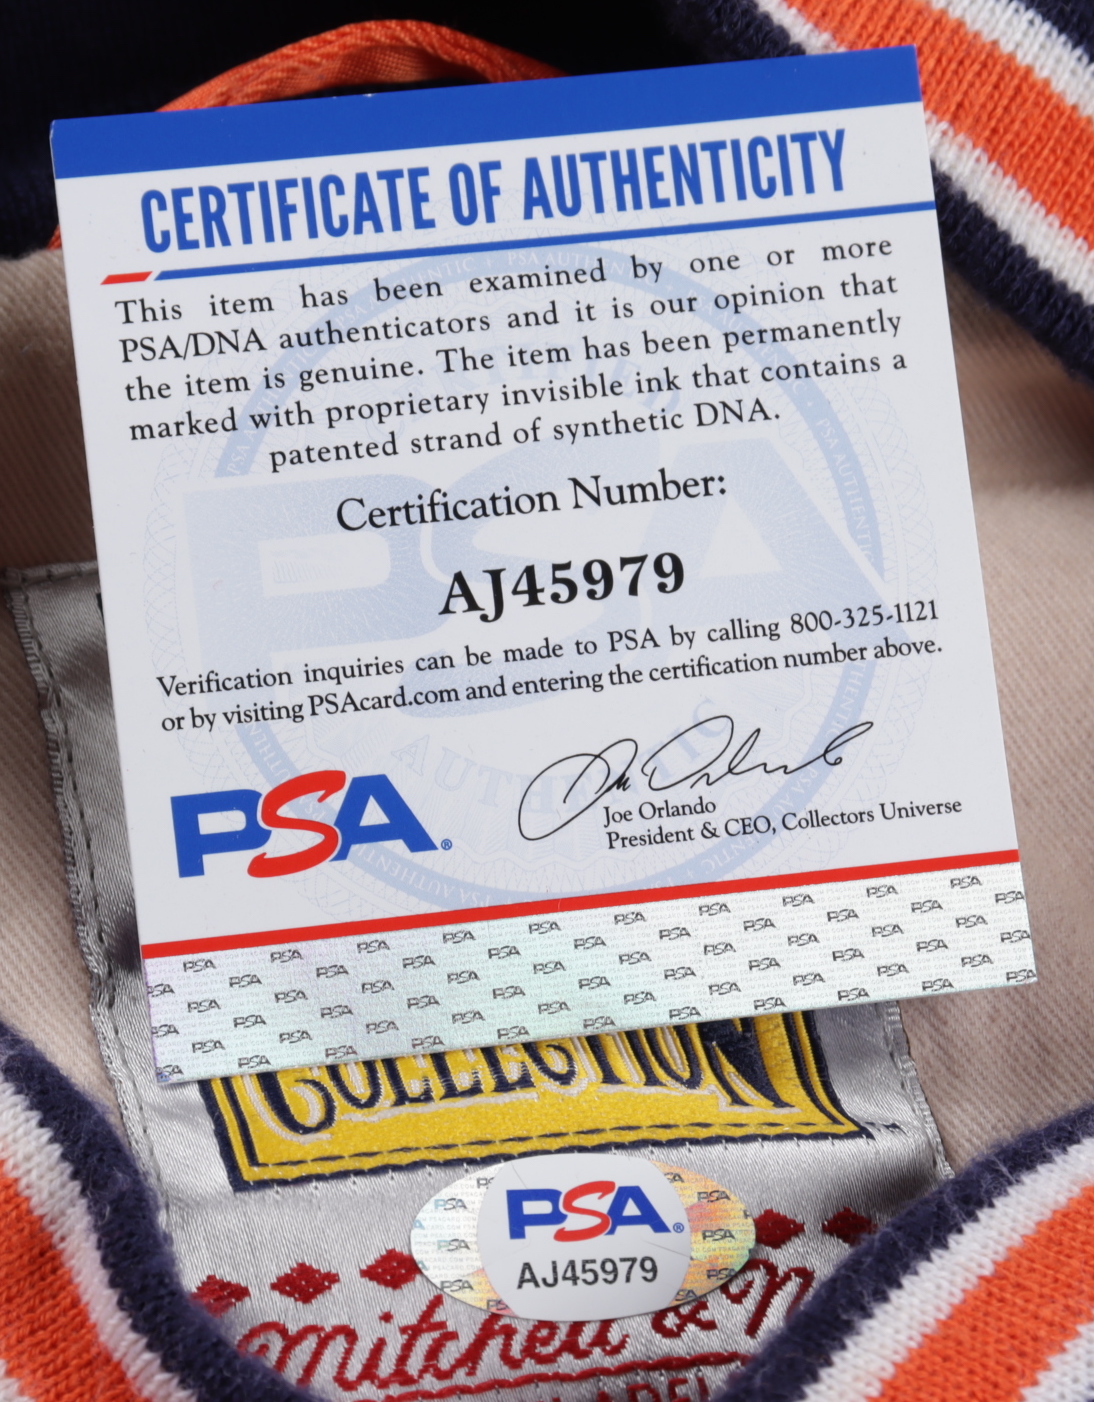 CERTIFICATE OF AUTHENTICITY
This item has been examined by one or more
PSA/DNA authenticators and it is our opinion that
the item is genuine. The item has been permanently
marked with proprietary invisible ink that contains a
patented strand of synthetic DNA.
Certification Number:
AJ45979
Verification inquiries can be made to PSA by calling 800-325-1121
or by visiting PSAcard.com and entering the certification number above.
PSA®
Joe Orlando
President & CEO, Collectors Universe
COLLECTION
PSA®
AJ45979
Mitchell & N